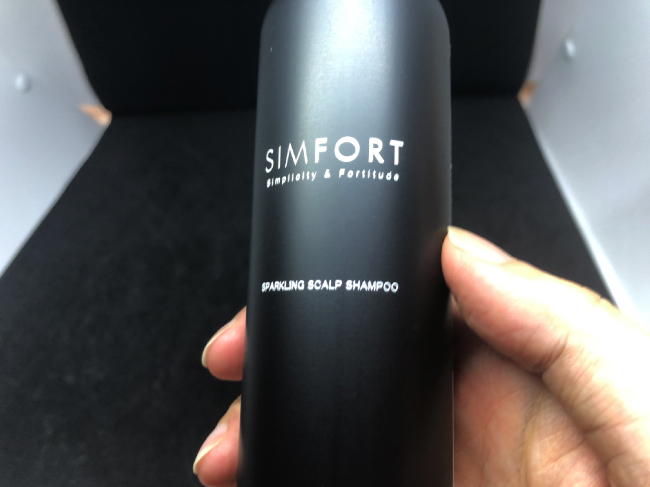 SIMFORT
Simplicity & Fortitude
SPARKLING SCALP SHAMPOO